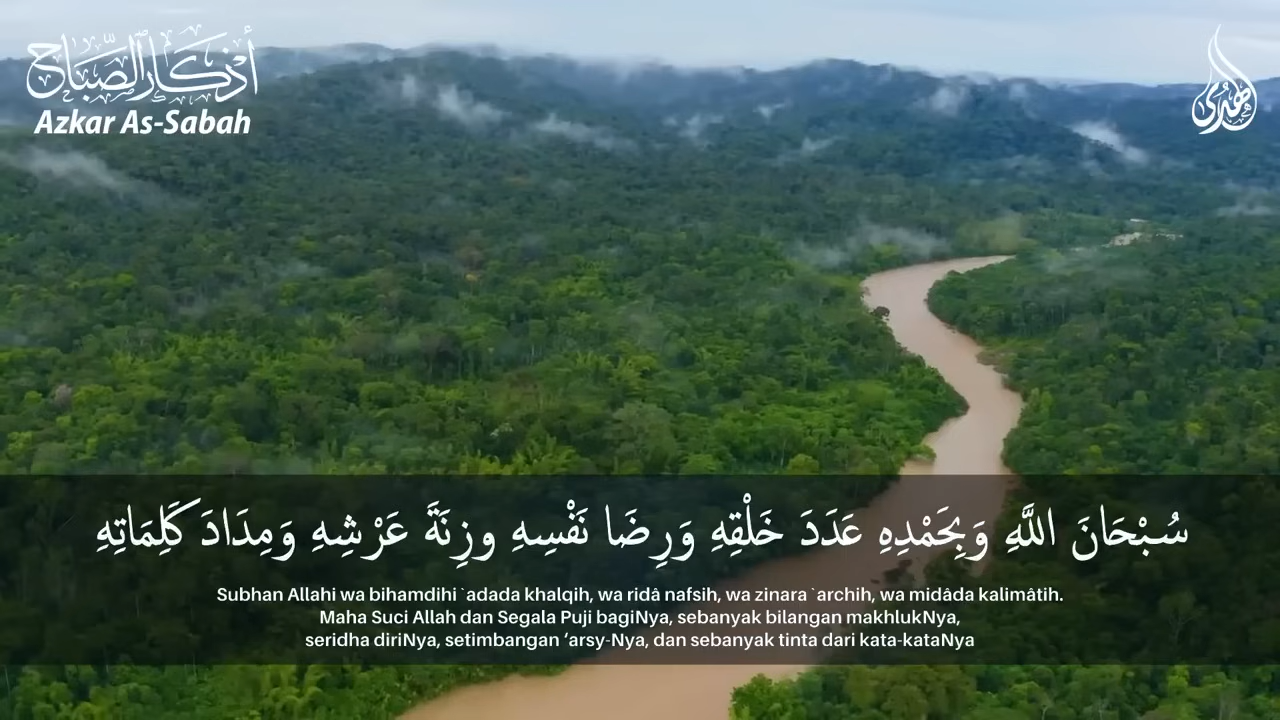 أذكار الصباح
Azkar As-Sabah
هدى
سُبْحَانَ اللَّهِ وَبِحَمْدِهِ عَدَدَ خَلْقِهِ وَرِضَا نَفْسِهِ وزِنَةَ عَرْشِهِ وَمِدَادَ كَلِمَاتِهِ
Subhan Allahi wa bihamdihi `adada khalqih, wa ridâ nafsih, wa zinara `archih, wa midâda kalimâtih.
Maha Suci Allah dan Segala Puji bagiNya, sebanyak bilangan makhlukNya,
seridha diriNya, setimbangan ‘arsy-Nya, dan sebanyak tinta dari kata-kataNya